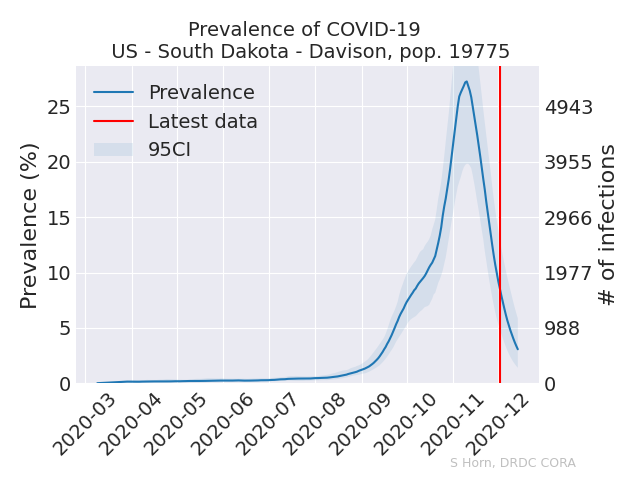 Prevalence of COVID-19
US - South Dakota - Davison, pop. 19775
Prevalence
Latest data
95CI
Prevalence (%)
25
20
15
10
5
0
4943
3955
2966
1977
988
0
# of infections
2020-03
2020-04
2020-05
2020-06
2020-07
2020-08
2020-09
2020-10
2020-11
2020-12
S Horn, DRDC CORA